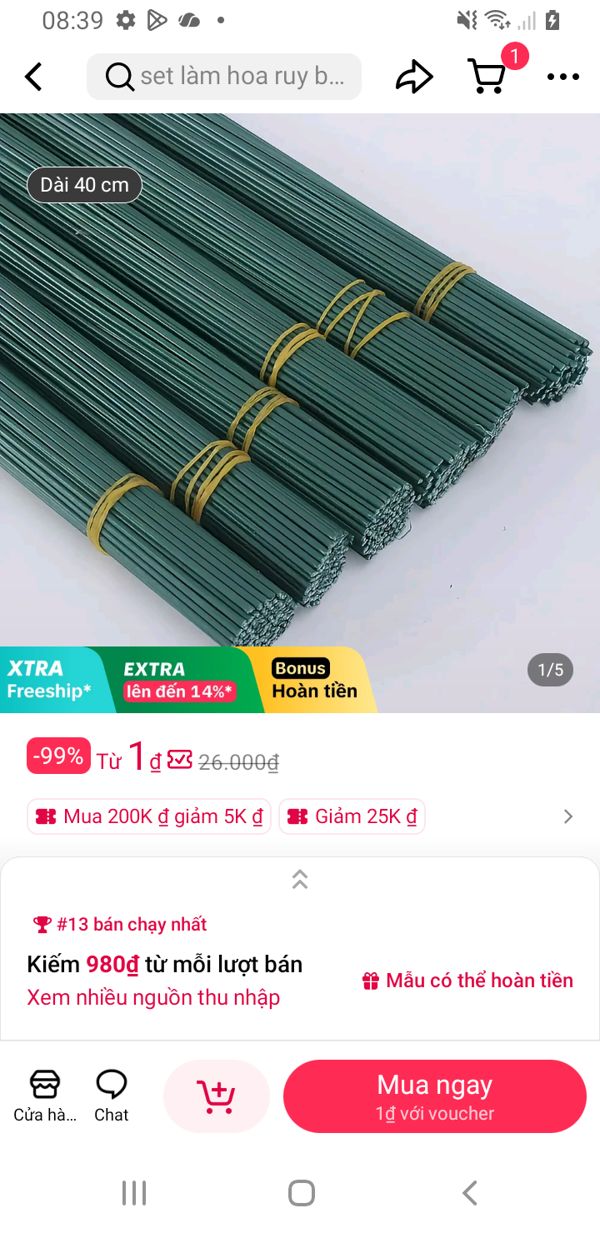 08:39
set làm hoa ruy b...
1
Dài 40 cm
XTRA
Freeship*
EXTRA
lên đến 14%*
Bonus
Hoàn tiền
1/5
-99% Từ 1₫ 26.000₫
Mua 200K ₫ giảm 5K ₫
Giảm 25K ₫
#13 bán chạy nhất
Kiếm 980₫ từ mỗi lượt bán
Xem nhiều nguồn thu nhập
Mẫu có thể hoàn tiền
Cửa hà...
Chat
Mua ngay
1₫ với voucher